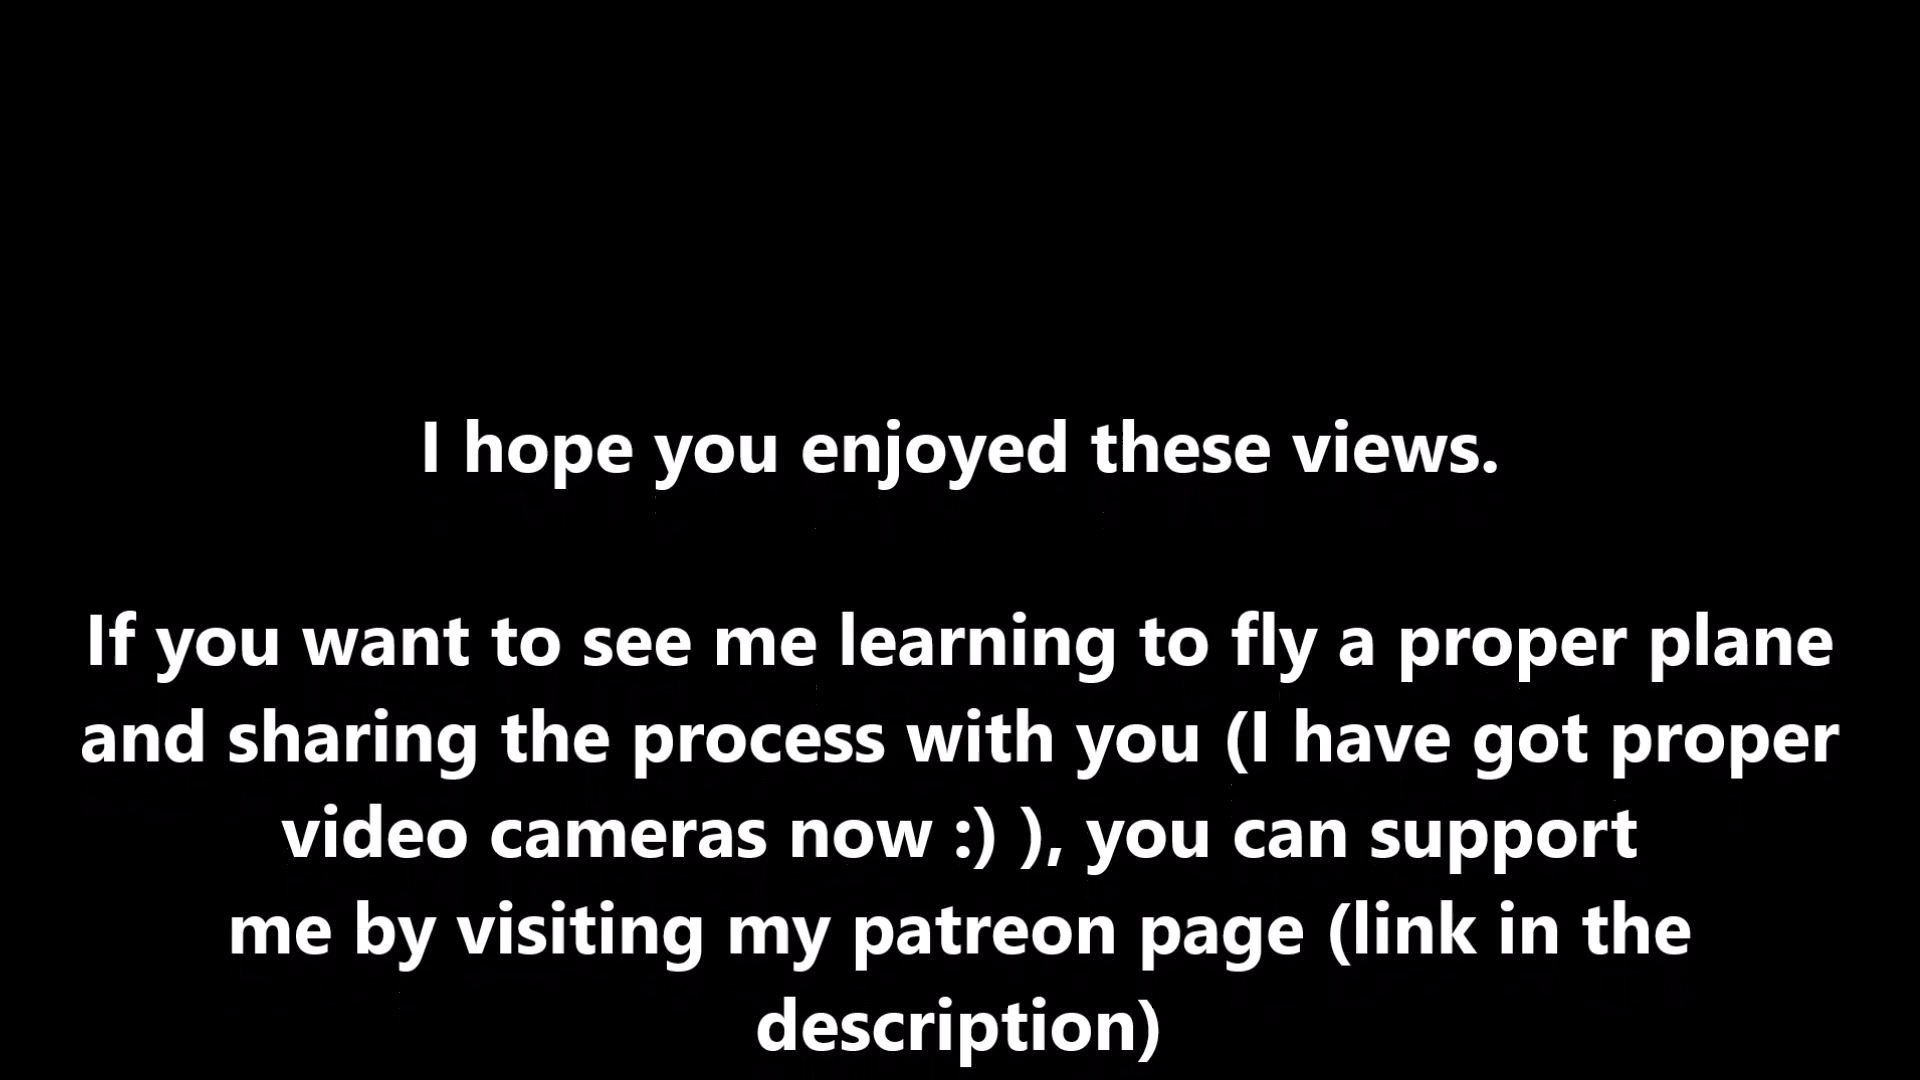 I hope you enjoyed these views.
If you want to see me learning to fly a proper plane
and sharing the process with you (I have got proper
video cameras now :) ), you can support
me by visiting my patreon page (link in the
description)